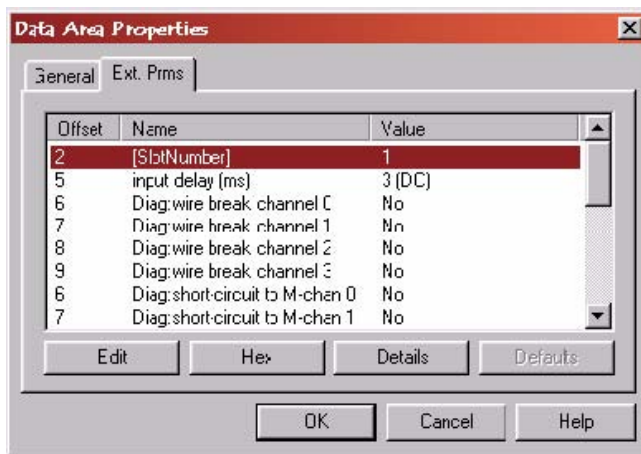 Data Area Properties
General Ext. Prms
Offset Name Value
2 [SlotNumber] 1
5 input delay (ms) 3 (DC)
6 Diag:wire break channel 0 No
7 Diag:wire break channel 1 No
8 Diag:wire break channel 2 No
9 Diag:wire break channel 3 No
6 Diag:short-circuit to M-chan 0 No
7 Diag:short-circuit to M-chan 1 No
Edit Hex Details Defaults
OK Cancel Help